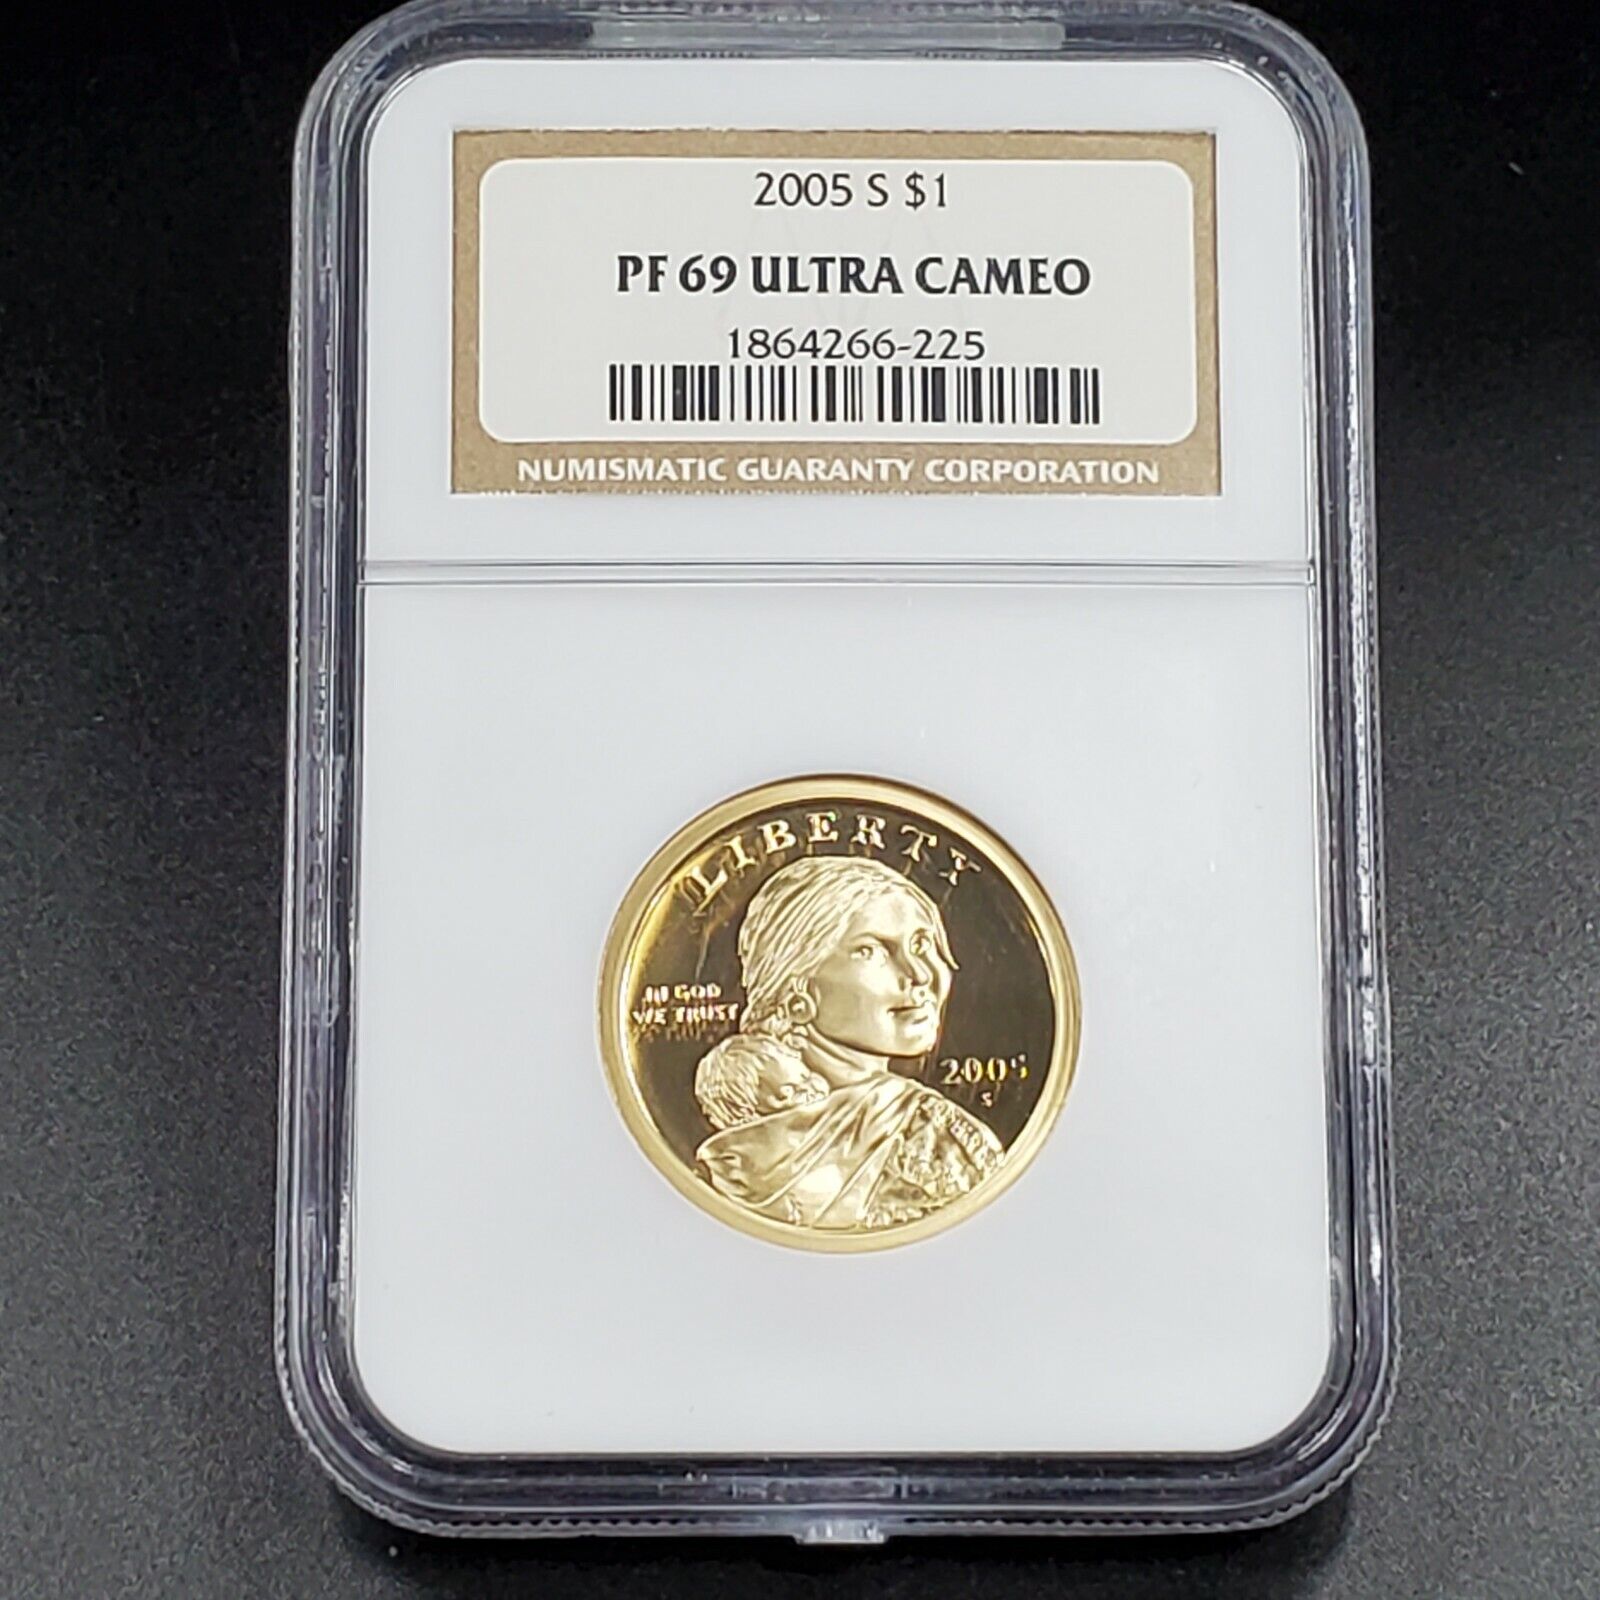 2005 S $1
PF 69 ULTRA CAMEO
1864266-225
NUMISMATIC GUARANTY CORPORATION
LIBERTY
IN GOD
WE TRUST
2005
S